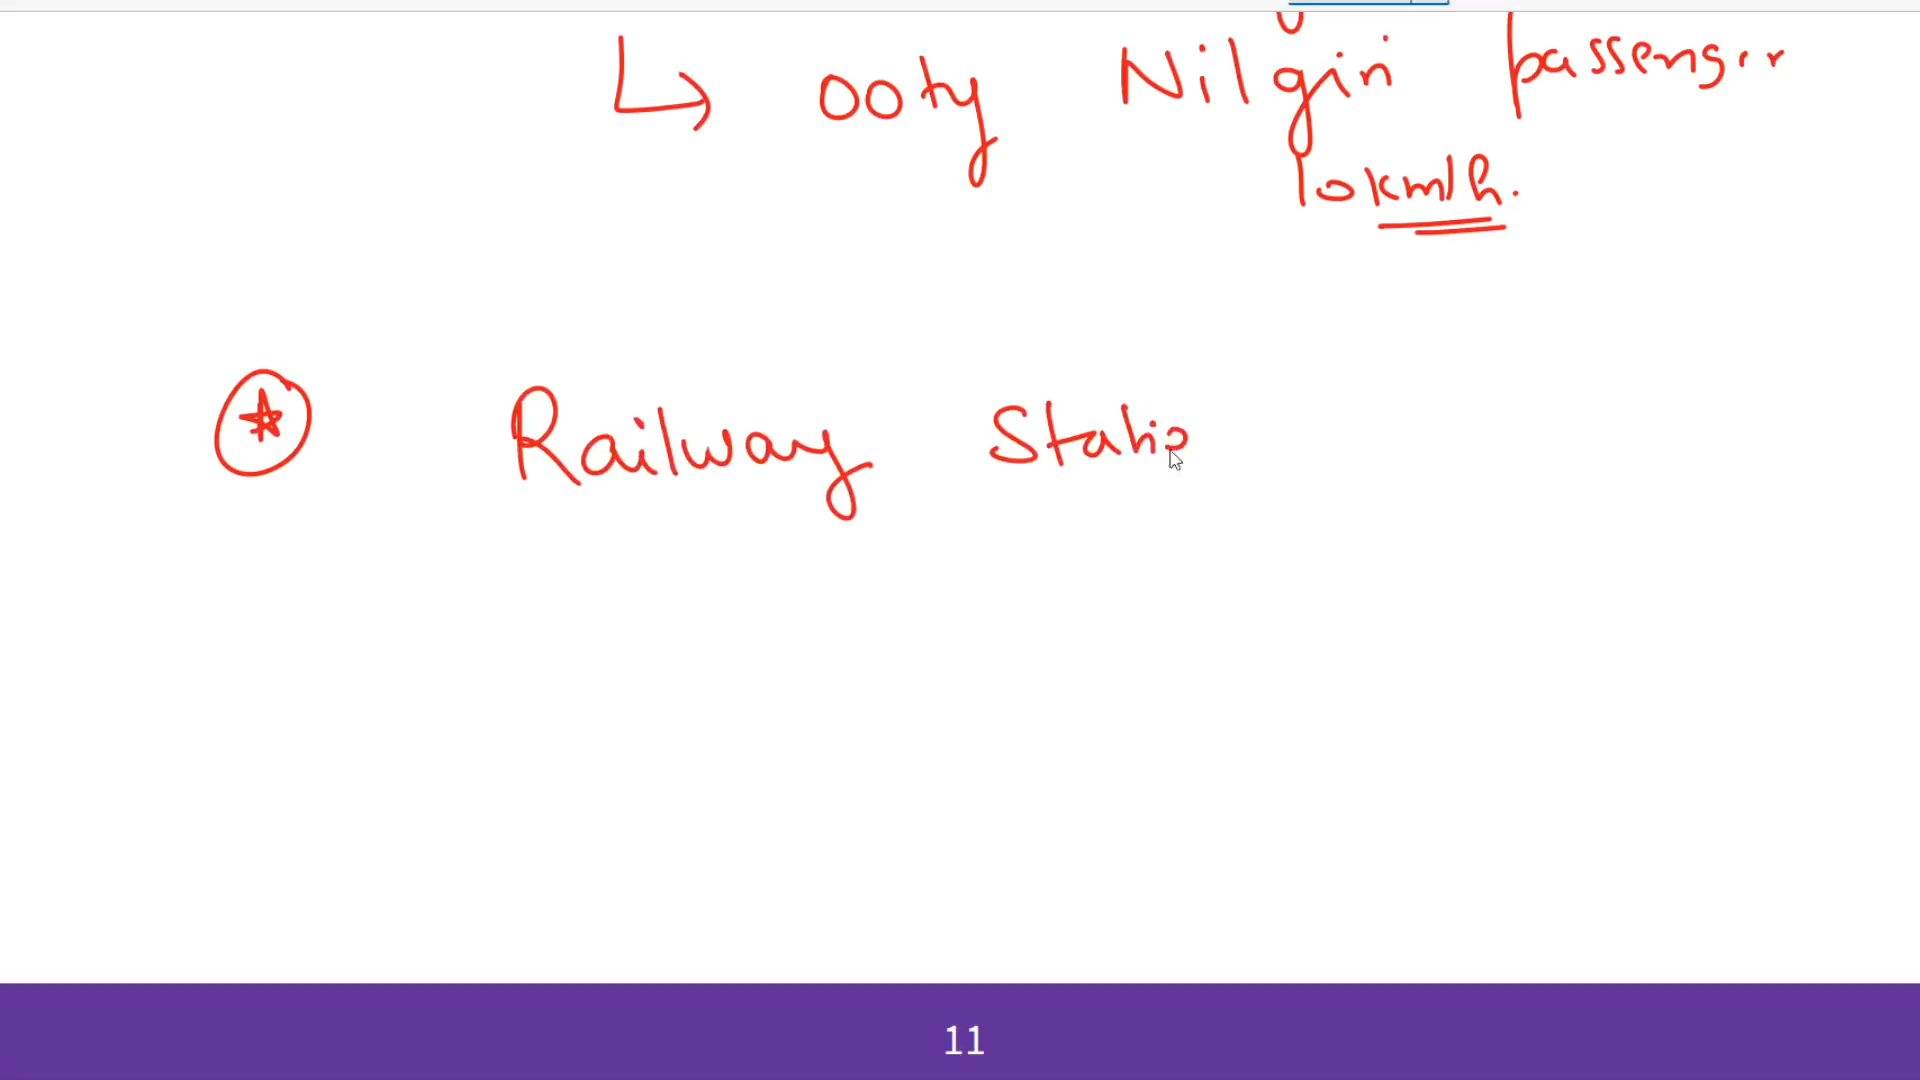 ↳ ooty Nilgiri passenger
10km/h.
Railway Statio
11